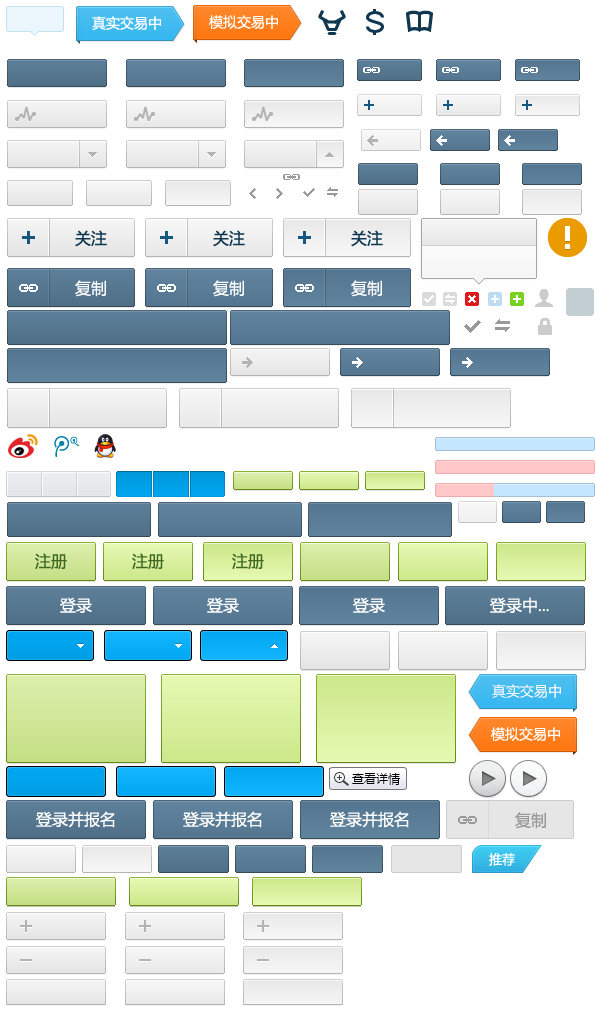 真实交易中
模拟交易中
关注
关注
关注
复制
复制
复制
注册
注册
注册
登录
登录
登录
登录中...
真实交易中
模拟交易中
查看详情
登录并报名
登录并报名
登录并报名
复制
推荐